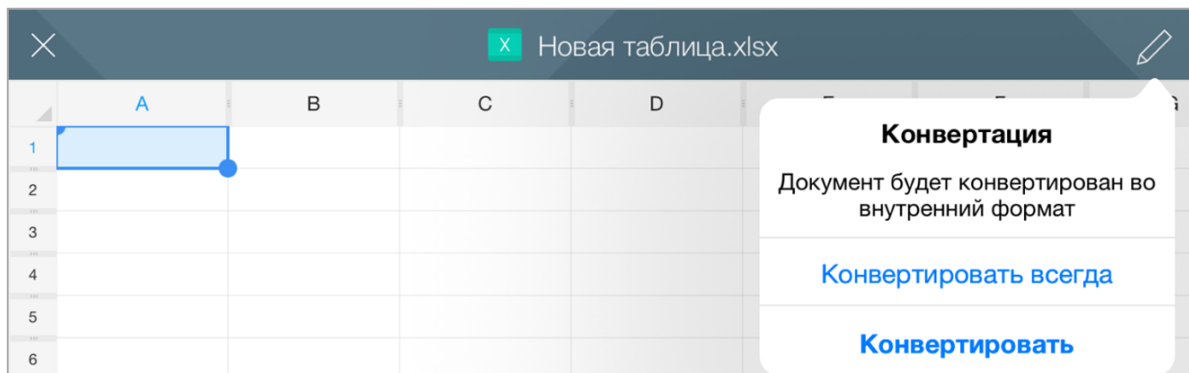 X Новая таблица.xlsx
A B C D
Конвертация
1
Документ будет конвертирован во
внутренний формат
2
3
4
Конвертировать всегда
5
6
Конвертировать